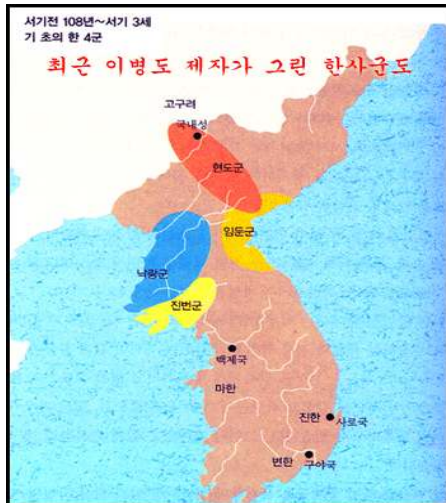 서기전 108년~서기 3세
기 초의 한 4군
최근 이병도 제자가 그린 한사군도
고구려
국내성
현도군
임둔군
낙랑군
진번군
백제국
마한
진한
사로국
변한
구야국